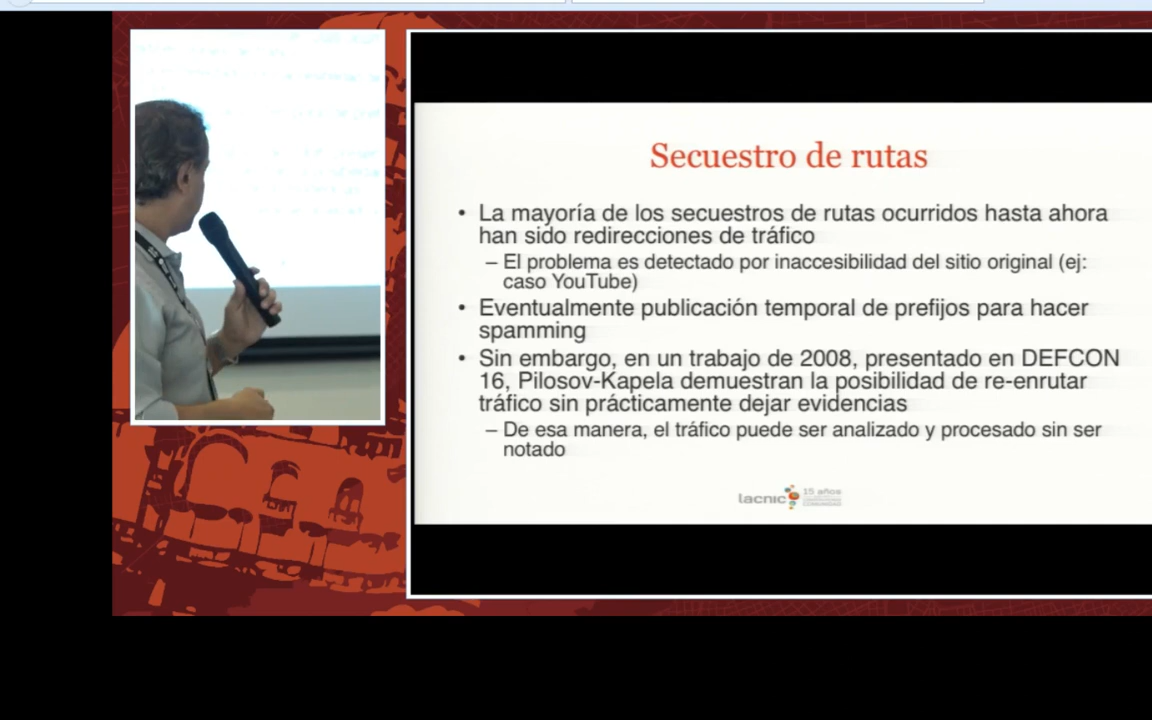 Secuestro de rutas
• La mayoría de los secuestros de rutas ocurridos hasta ahora
han sido redirecciones de tráfico
– El problema es detectado por inaccesibilidad del sitio original (ej:
caso YouTube)
• Eventualmente publicación temporal de prefijos para hacer
spamming
• Sin embargo, en un trabajo de 2008, presentado en DEFCON
16, Pilosov-Kapela demuestran la posibilidad de re-enrutar
tráfico sin prácticamente dejar evidencias
– De esa manera, el tráfico puede ser analizado y procesado sin ser
notado
lacnic 15 años